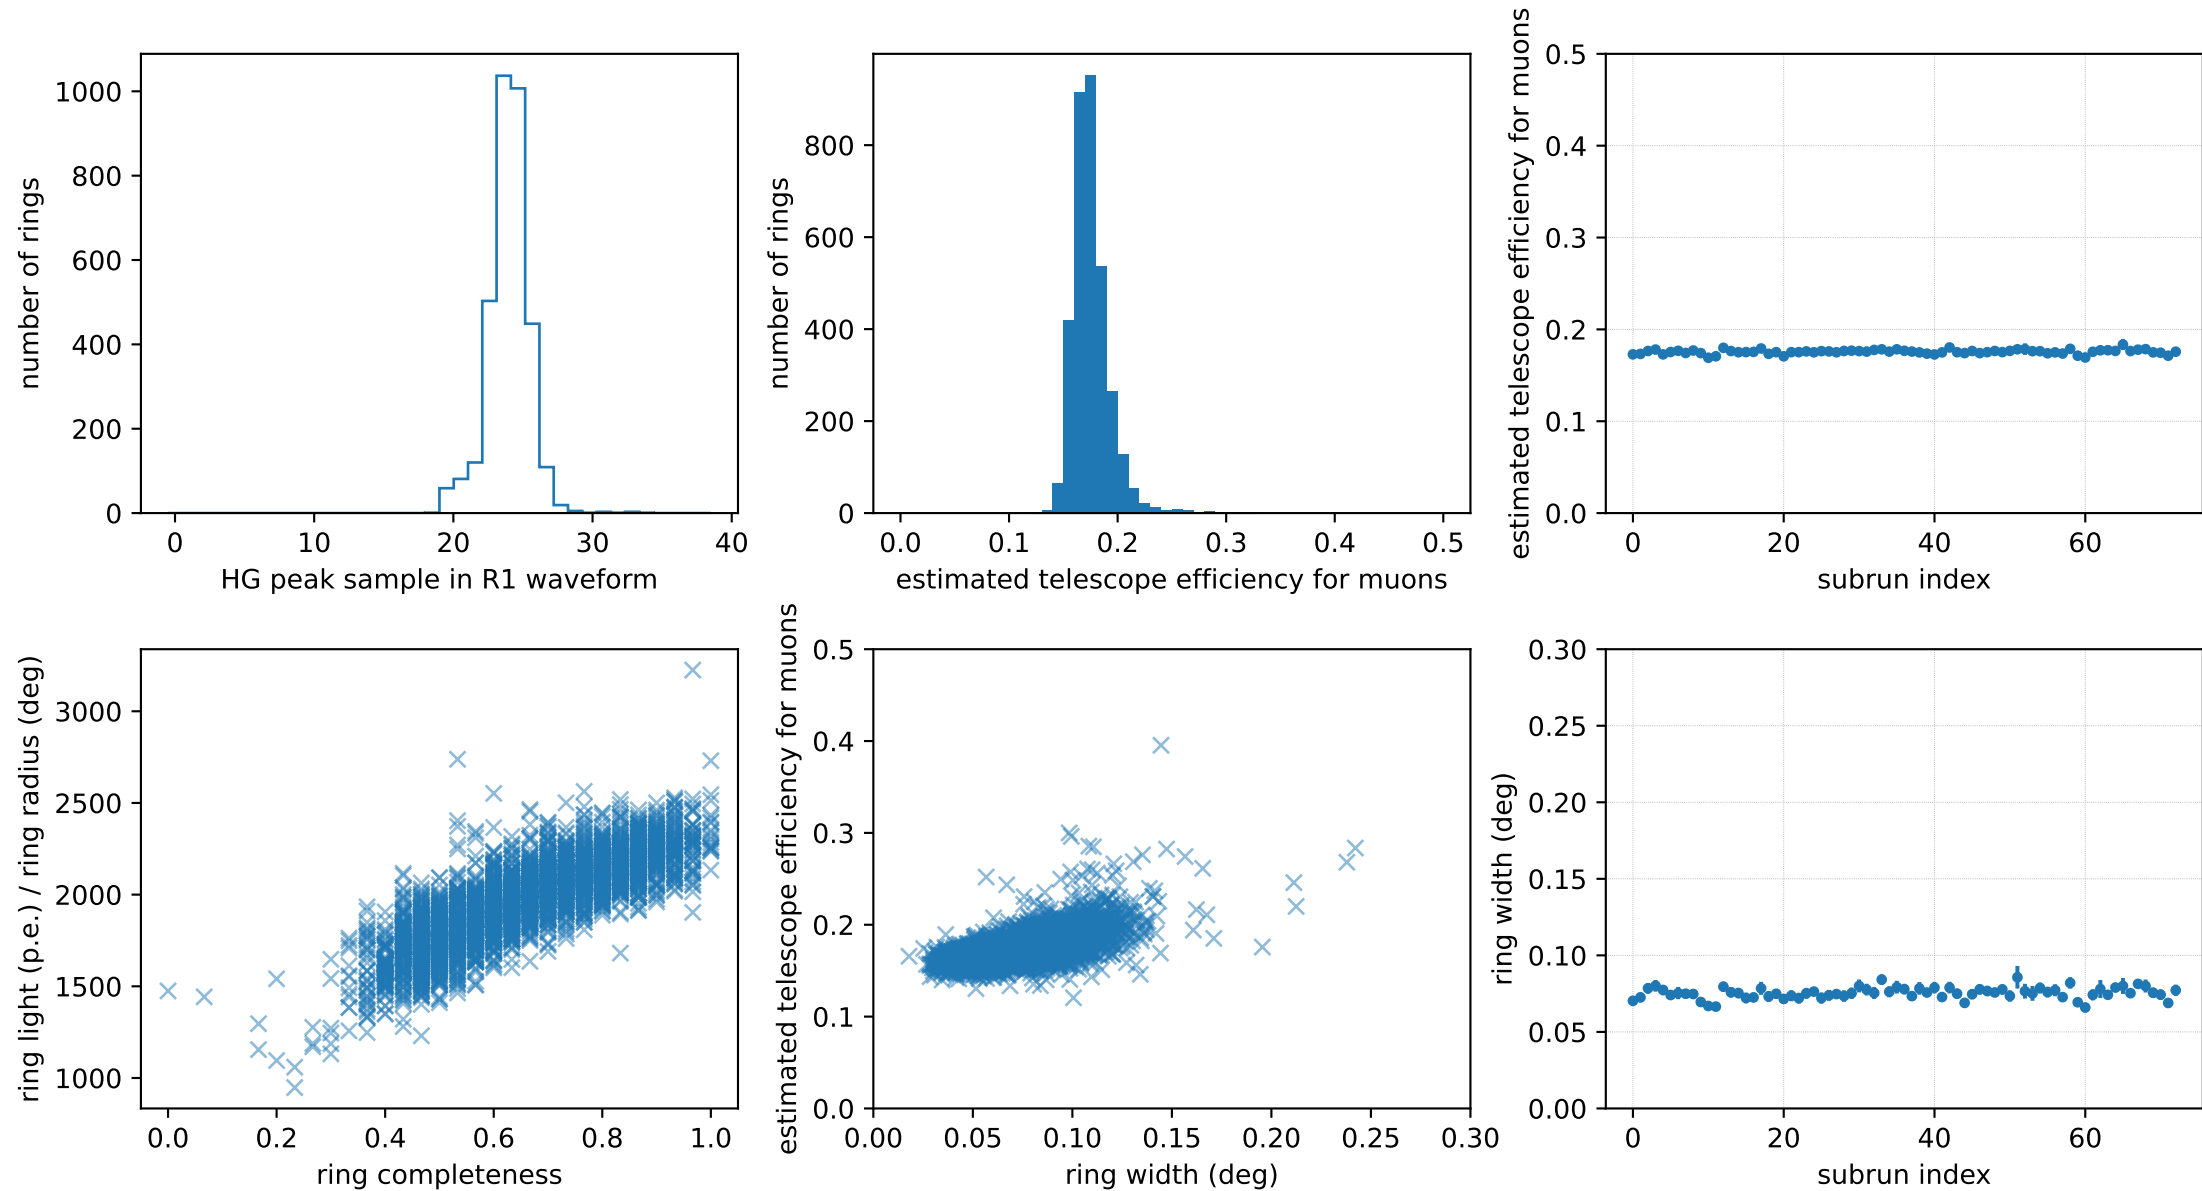 number of rings
1000
800
600
400
200
0
0 10 20 30 40
HG peak sample in R1 waveform
number of rings
800
600
400
200
0
0.0 0.1 0.2 0.3 0.4 0.5
estimated telescope efficiency for muons
estimated telescope efficiency for muons
0.5
0.4
0.3
0.2
0.1
0.0
0 20 40 60
subrun index
ring light (p.e.) / ring radius (deg)
3000
2500
2000
1500
1000
0.0 0.2 0.4 0.6 0.8 1.0
ring completeness
estimated telescope efficiency for muons
0.5
0.4
0.3
0.2
0.1
0.0
0.00 0.05 0.10 0.15 0.20 0.25 0.30
ring width (deg)
ring width (deg)
0.30
0.25
0.20
0.15
0.10
0.05
0.00
0 20 40 60
subrun index